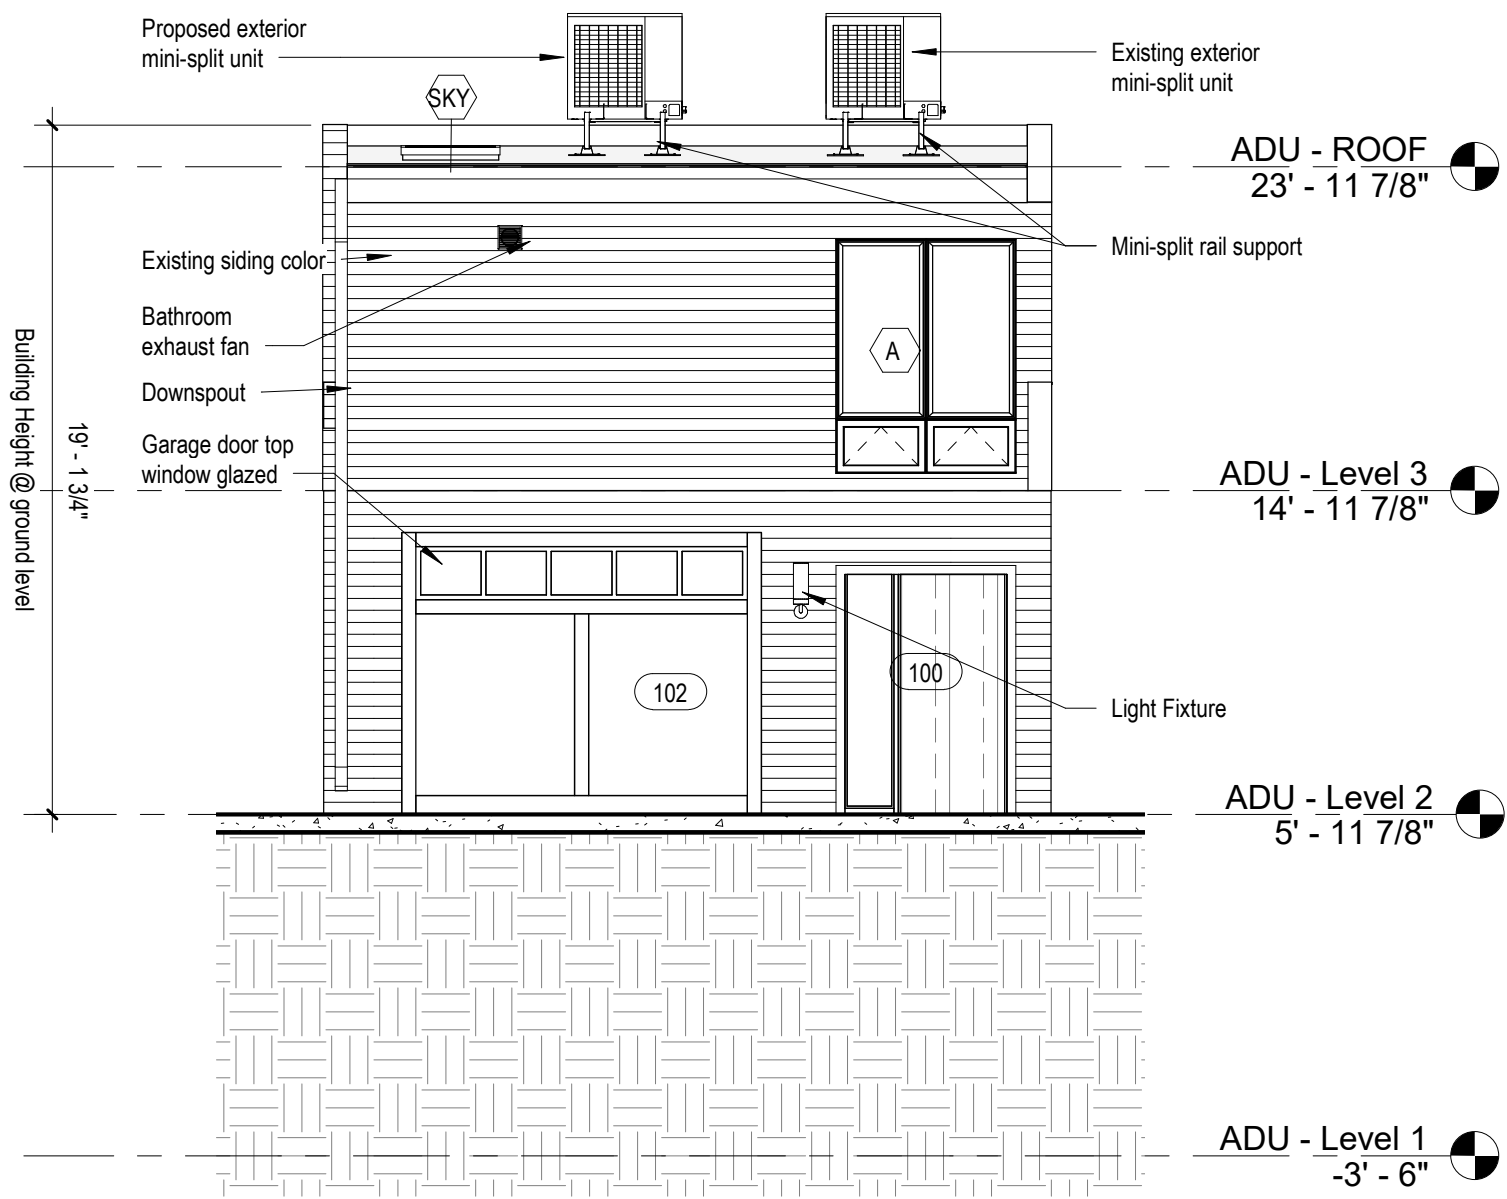 Proposed exterior
mini-split unit
Existing exterior
mini-split unit
SKY
ADU - ROOF
23' - 11 7/8"
Mini-split rail support
Existing siding color
Bathroom
exhaust fan
A
Downspout
Garage door top
window glazed
Building Height @ ground level
19' - 1 3/4"
ADU - Level 3
14' - 11 7/8"
102
100
Light Fixture
ADU - Level 2
5' - 11 7/8"
ADU - Level 1
-3' - 6"